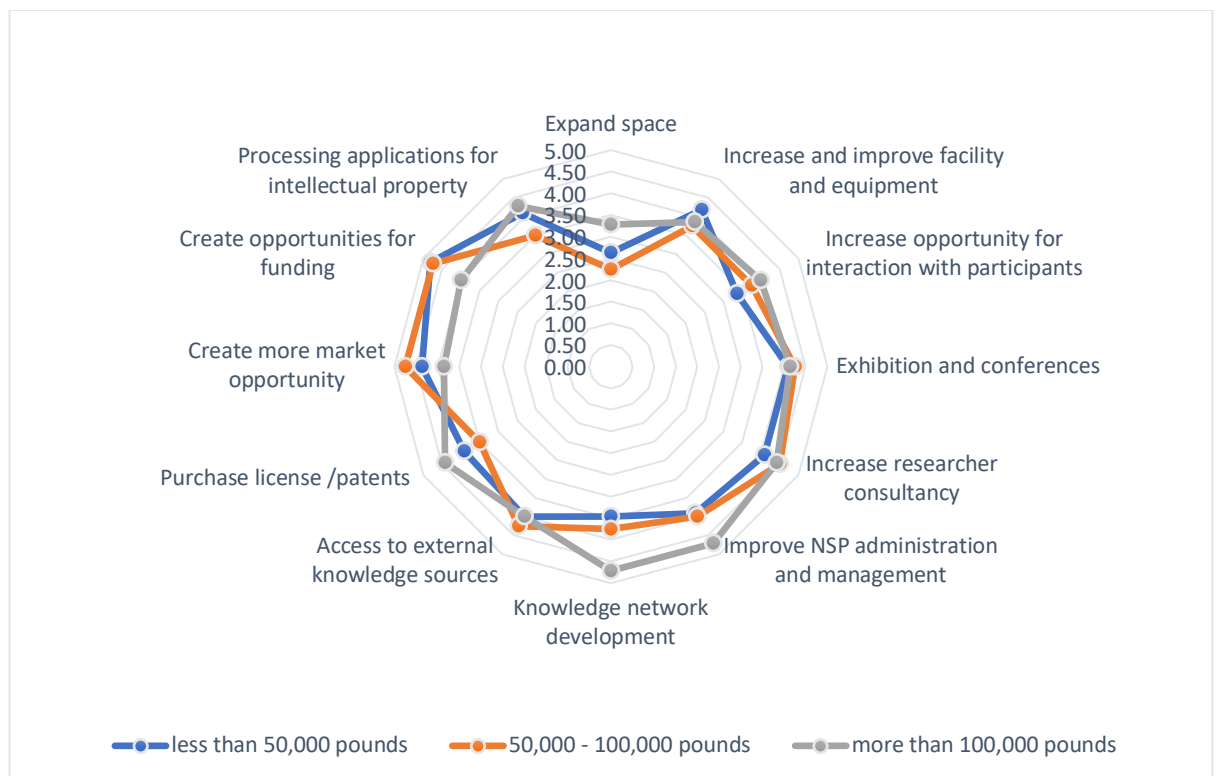 Expand space
Processing applications for
intellectual property
Increase and improve facility
and equipment
Create opportunities for
funding
Increase opportunity for
interaction with participants
Create more market
opportunity
Exhibition and conferences
Purchase license /patents
Increase researcher
consultancy
Access to external
knowledge sources
Improve NSP administration
and management
Knowledge network
development
5.00
4.50
4.00
3.50
3.00
2.50
2.00
1.50
1.00
0.50
0.00
less than 50,000 pounds
50,000 - 100,000 pounds
more than 100,000 pounds